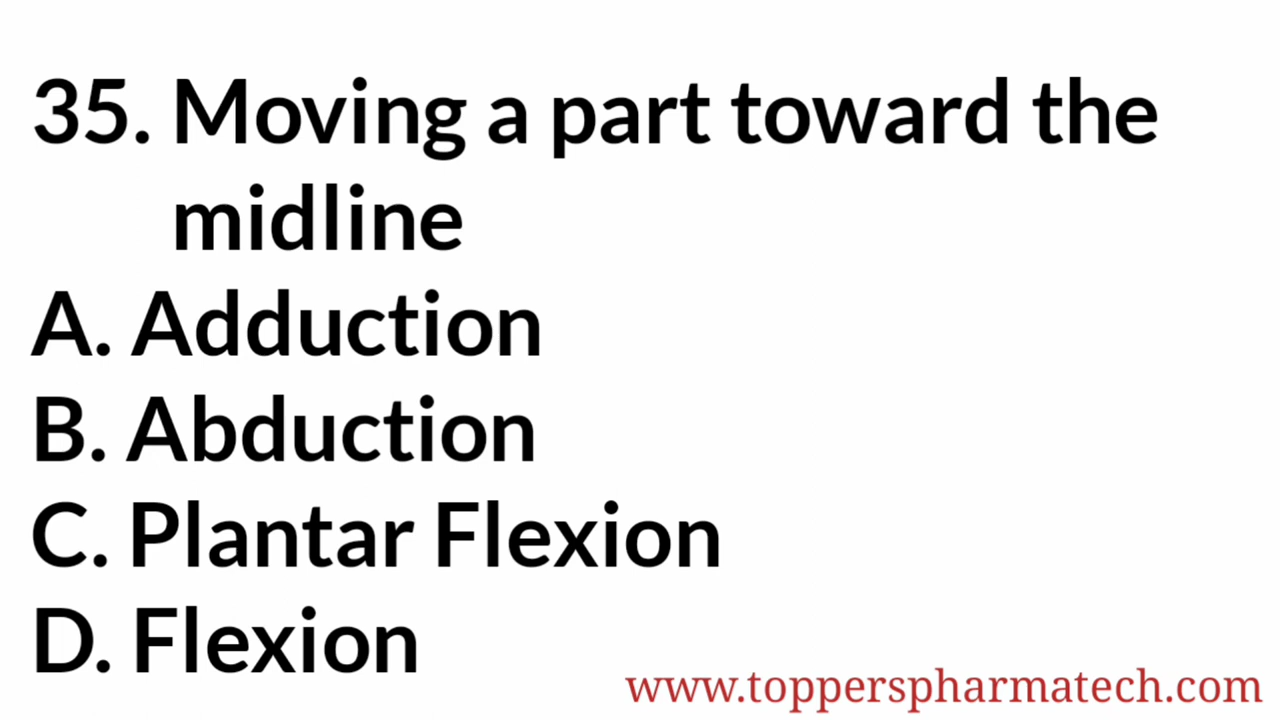 35. Moving a part toward the
midline
A. Adduction
B. Abduction
C. Plantar Flexion
D. Flexion
www.topperspharmatech.com